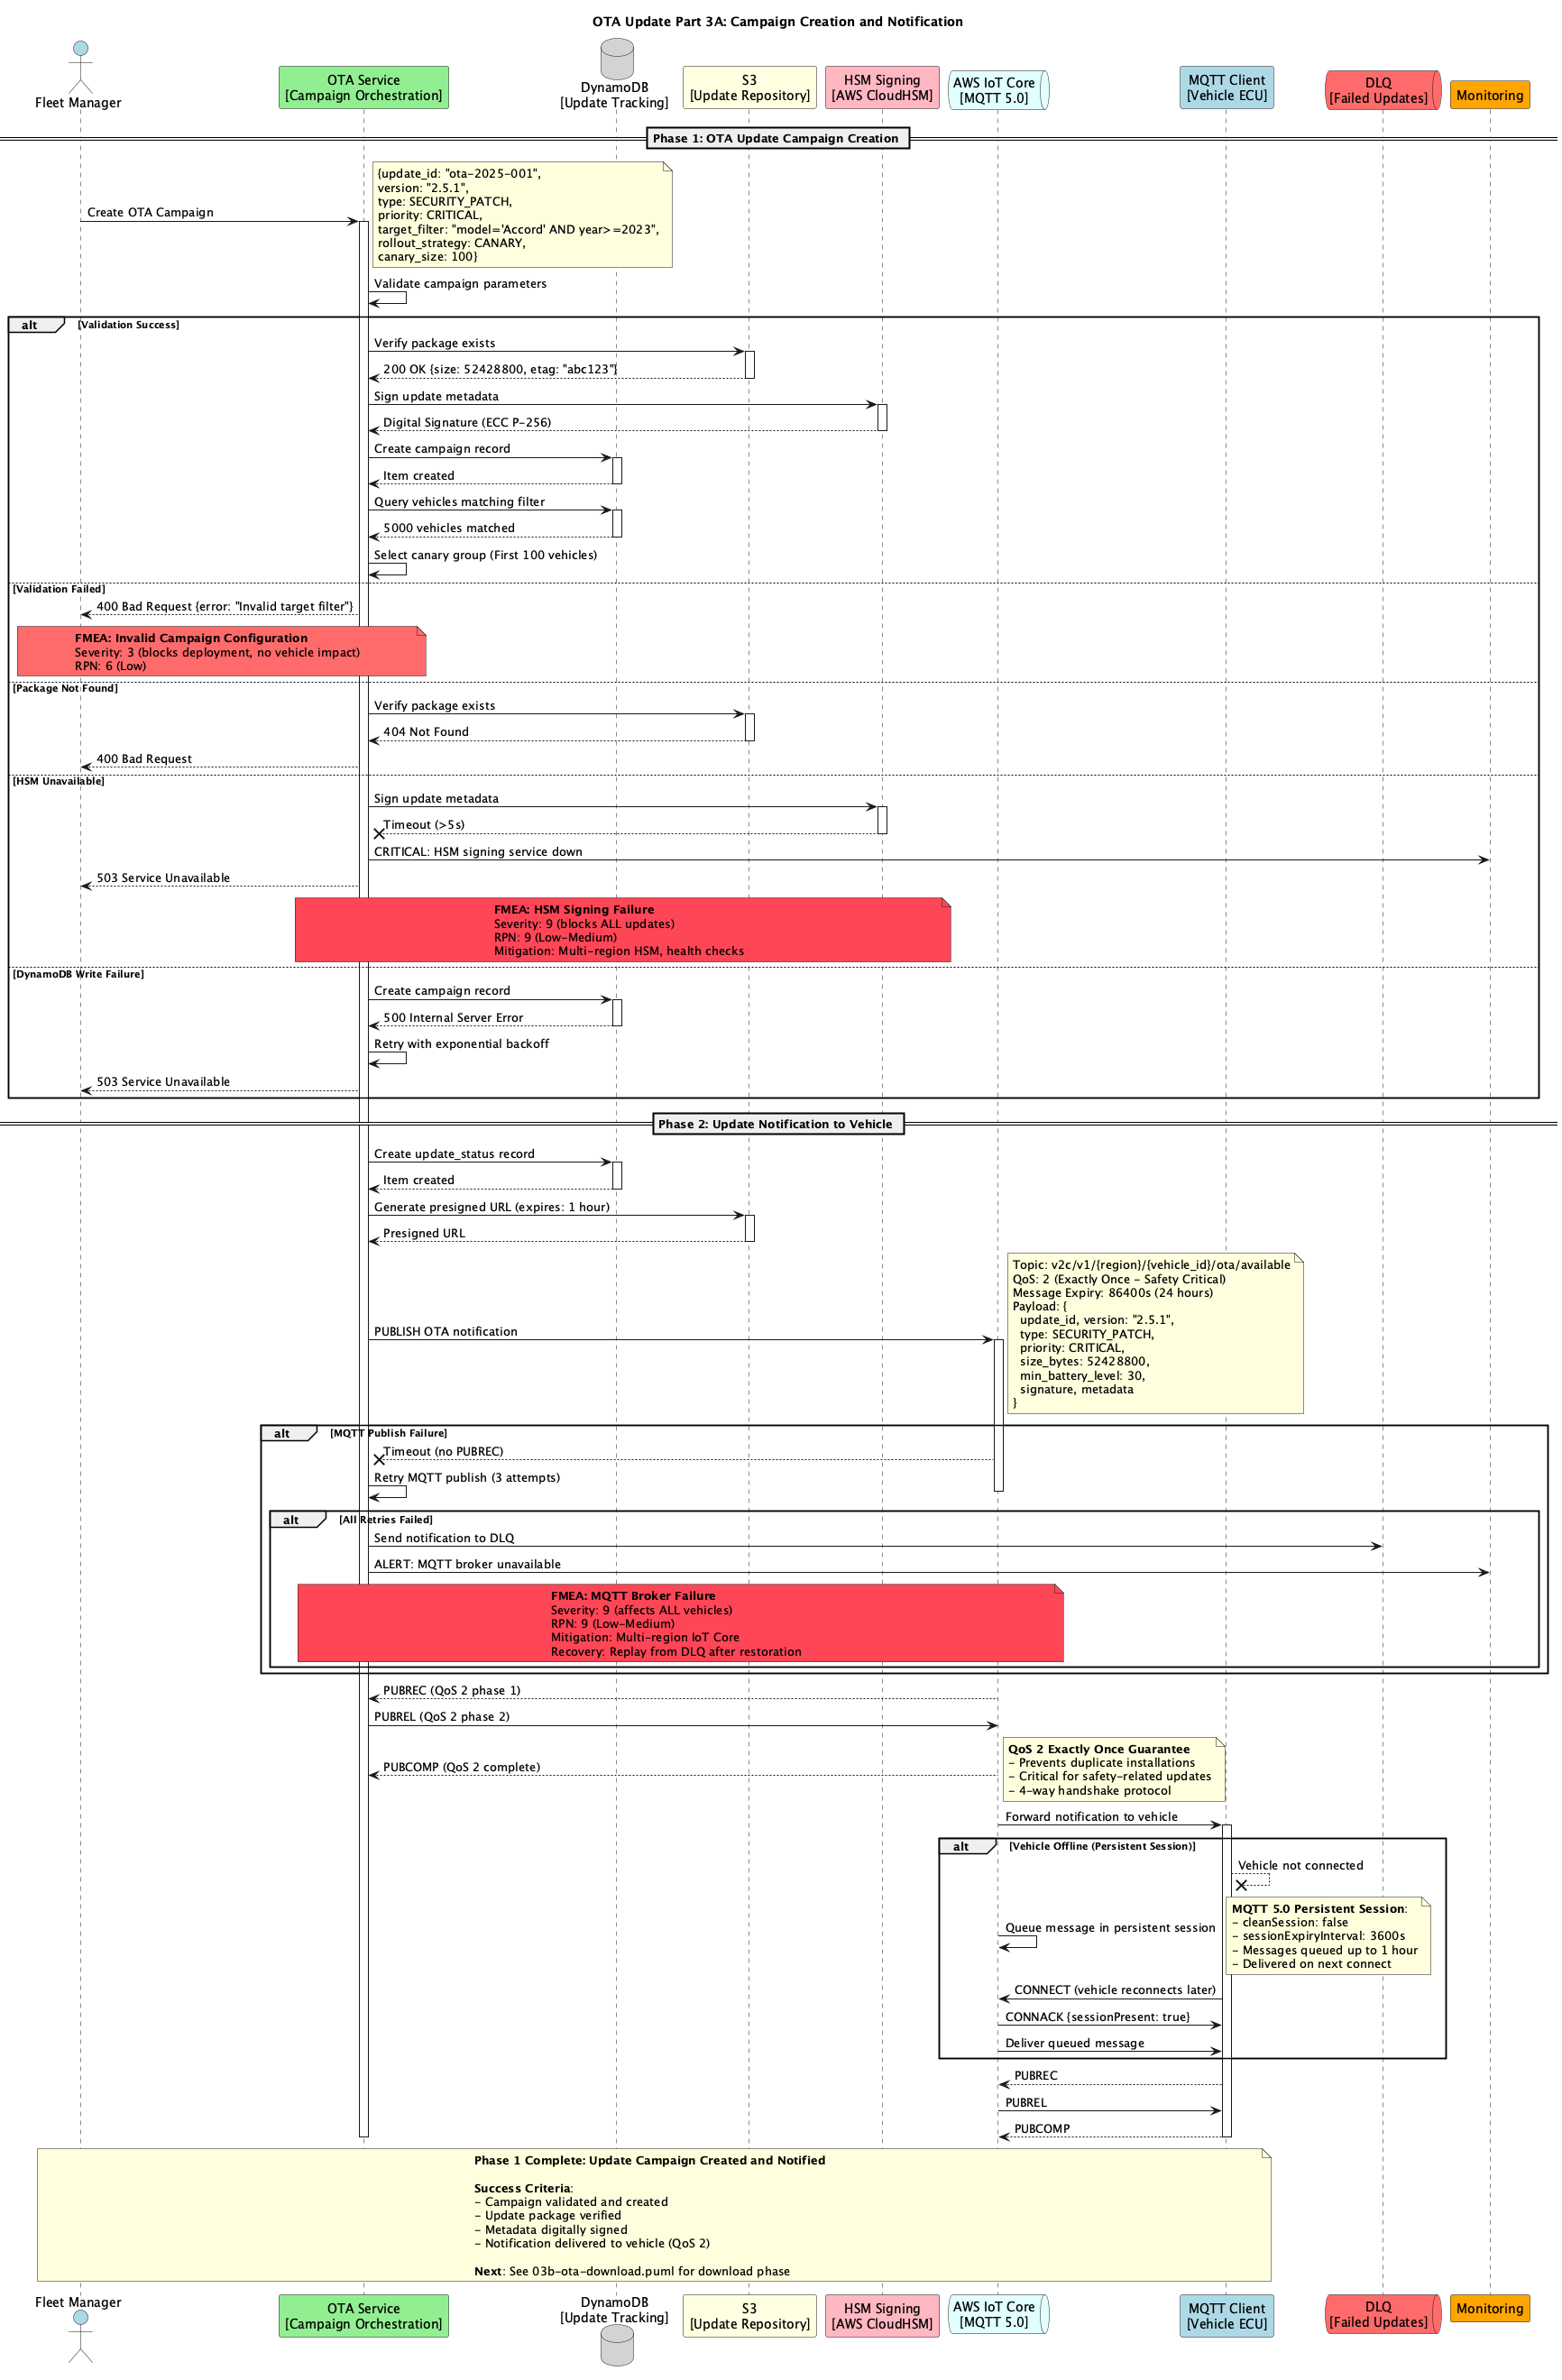 OTA Update Part 3A: Campaign Creation and Notification
Fleet Manager
OTA Service
[Campaign Orchestration]
DynamoDB
[Update Tracking]
S3
[Update Repository]
HSM Signing
[AWS CloudHSM]
AWS IoT Core
[MQTT 5.0]
MQTT Client
[Vehicle ECU]
DLQ
[Failed Updates]
Monitoring
Phase 1: OTA Update Campaign Creation
{update_id: "ota-2025-001",
version: "2.5.1",
type: SECURITY_PATCH,
priority: CRITICAL,
target_filter: "model='Accord' AND year>=2023",
rollout_strategy: CANARY,
canary_size: 100}
Create OTA Campaign
Validate campaign parameters
alt [Validation Success]
Verify package exists
200 OK {size: 52428800, etag: "abc123"}
Sign update metadata
Digital Signature (ECC P-256)
Create campaign record
Item created
Query vehicles matching filter
5000 vehicles matched
Select canary group (First 100 vehicles)
[Validation Failed]
400 Bad Request {error: "Invalid target filter"}
FMEA: Invalid Campaign Configuration
Severity: 3 (blocks deployment, no vehicle impact)
RPN: 6 (Low)
[Package Not Found]
Verify package exists
404 Not Found
400 Bad Request
[HSM Unavailable]
Sign update metadata
Timeout (>5s)
CRITICAL: HSM signing service down
503 Service Unavailable
FMEA: HSM Signing Failure
Severity: 9 (blocks ALL updates)
RPN: 9 (Low-Medium)
Mitigation: Multi-region HSM, health checks
[DynamoDB Write Failure]
Create campaign record
500 Internal Server Error
Retry with exponential backoff
503 Service Unavailable
Phase 2: Update Notification to Vehicle
Create update_status record
Item created
Generate presigned URL (expires: 1 hour)
Presigned URL
Topic: v2c/v1/{region}/{vehicle_id}/ota/available
QoS: 2 (Exactly Once - Safety Critical)
Message Expiry: 86400s (24 hours)
Payload: {
update_id, version: "2.5.1",
type: SECURITY_PATCH,
priority: CRITICAL,
size_bytes: 52428800,
min_battery_level: 30,
signature, metadata
}
PUBLISH OTA notification
alt [MQTT Publish Failure]
Timeout (no PUBREC)
Retry MQTT publish (3 attempts)
alt [All Retries Failed]
Send notification to DLQ
ALERT: MQTT broker unavailable
FMEA: MQTT Broker Failure
Severity: 9 (affects ALL vehicles)
RPN: 9 (Low-Medium)
Mitigation: Multi-region IoT Core
Recovery: Replay from DLQ after restoration
PUBREC (QoS 2 phase 1)
PUBREL (QoS 2 phase 2)
PUBCOMP (QoS 2 complete)
QoS 2 Exactly Once Guarantee
- Prevents duplicate installations
- Critical for safety-related updates
- 4-way handshake protocol
Forward notification to vehicle
alt [Vehicle Offline (Persistent Session)]
Vehicle not connected
Queue message in persistent session
MQTT 5.0 Persistent Session:
- cleanSession: false
- sessionExpiryInterval: 3600s
- Messages queued up to 1 hour
- Delivered on next connect
CONNECT (vehicle reconnects later)
CONNACK {sessionPresent: true}
Deliver queued message
PUBREC
PUBREL
PUBCOMP
Phase 1 Complete: Update Campaign Created and Notified
Success Criteria:
- Campaign validated and created
- Update package verified
- Metadata digitally signed
- Notification delivered to vehicle (QoS 2)
Next: See 03b-ota-download.puml for download phase
Fleet Manager
OTA Service
[Campaign Orchestration]
DynamoDB
[Update Tracking]
S3
[Update Repository]
HSM Signing
[AWS CloudHSM]
AWS IoT Core
[MQTT 5.0]
MQTT Client
[Vehicle ECU]
DLQ
[Failed Updates]
Monitoring